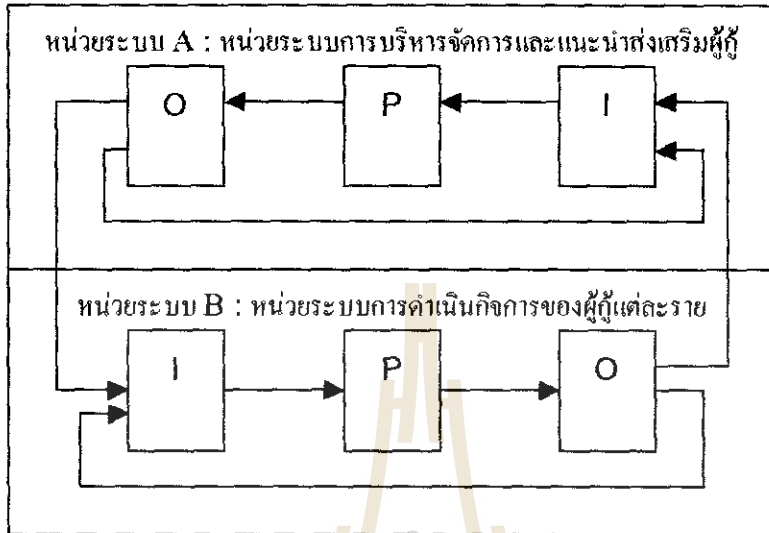 หน่วยระบบ A : หน่วยระบบการบริหารจัดการและแนะนำส่งเสริมผู้กู้
O P I
หน่วยระบบ B : หน่วยระบบการดำเนินกิจการของผู้กู้แต่ละราย
I P O